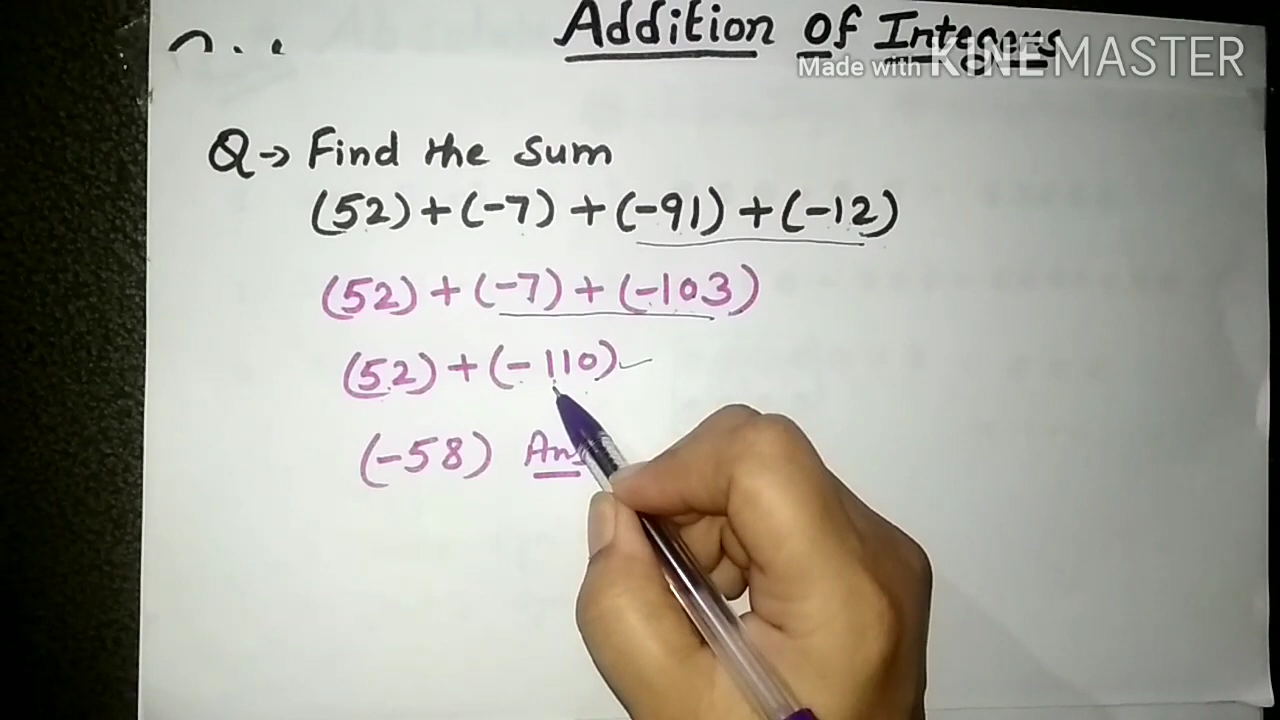 Addition of Integers
Made with KINEMASTER
Q→ Find the sum
(52)+(-7)+(-91)+(-12)
(52)+(-7)+(-103)
(52)+(-110)
(-58) Ans